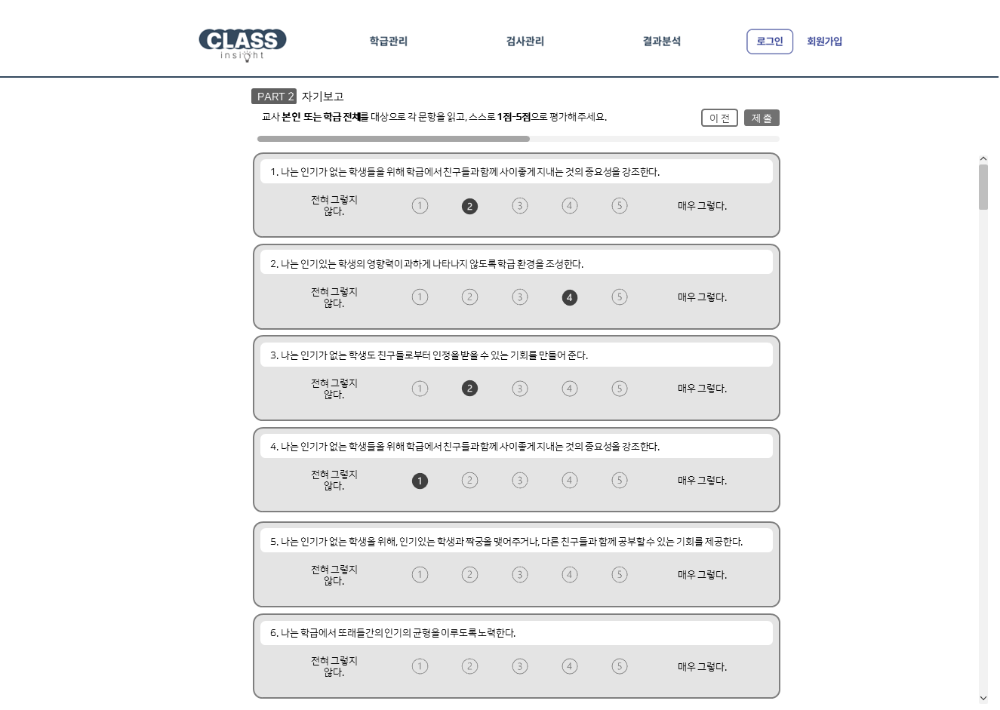 CLASS
insight
학급관리
검사관리
결과분석
로그인
회원가입
PART 2 자기보고
교사 본인 또는 학급 전체를 대상으로 각 문항을 읽고, 스스로 1점-5점으로 평가해주세요.
이 전
제 출
1. 나는 인기가 없는 학생들을 위해 학급에서 친구들과 함께 사이좋게 지내는 것의 중요성을 강조한다.
전혀 그렇지
않다.
1 2 3 4 5
매우 그렇다.
2. 나는 인기있는 학생의 영향력이 과하게 나타나지 않도록 학급 환경을 조성한다.
전혀 그렇지
않다.
1 2 3 4 5
매우 그렇다.
3. 나는 인기가 없는 학생도 친구들로부터 인정을 받을 수 있는 기회를 만들어 준다.
전혀 그렇지
않다.
1 2 3 4 5
매우 그렇다.
4. 나는 인기가 없는 학생들을 위해 학급에서 친구들과 함께 사이좋게 지내는 것의 중요성을 강조한다.
전혀 그렇지
않다.
1 2 3 4 5
매우 그렇다.
5. 나는 인기가 없는 학생을 위해, 인기있는 학생과 짝궁을 맺어주거나, 다른 친구들과 함께 공부할 수 있는 기회를 제공한다.
전혀 그렇지
않다.
1 2 3 4 5
매우 그렇다.
6. 나는 학급에서 또래들간의 인기의 균형을 이루도록 노력한다.
전혀 그렇지
않다.
1 2 3 4 5
매우 그렇다.